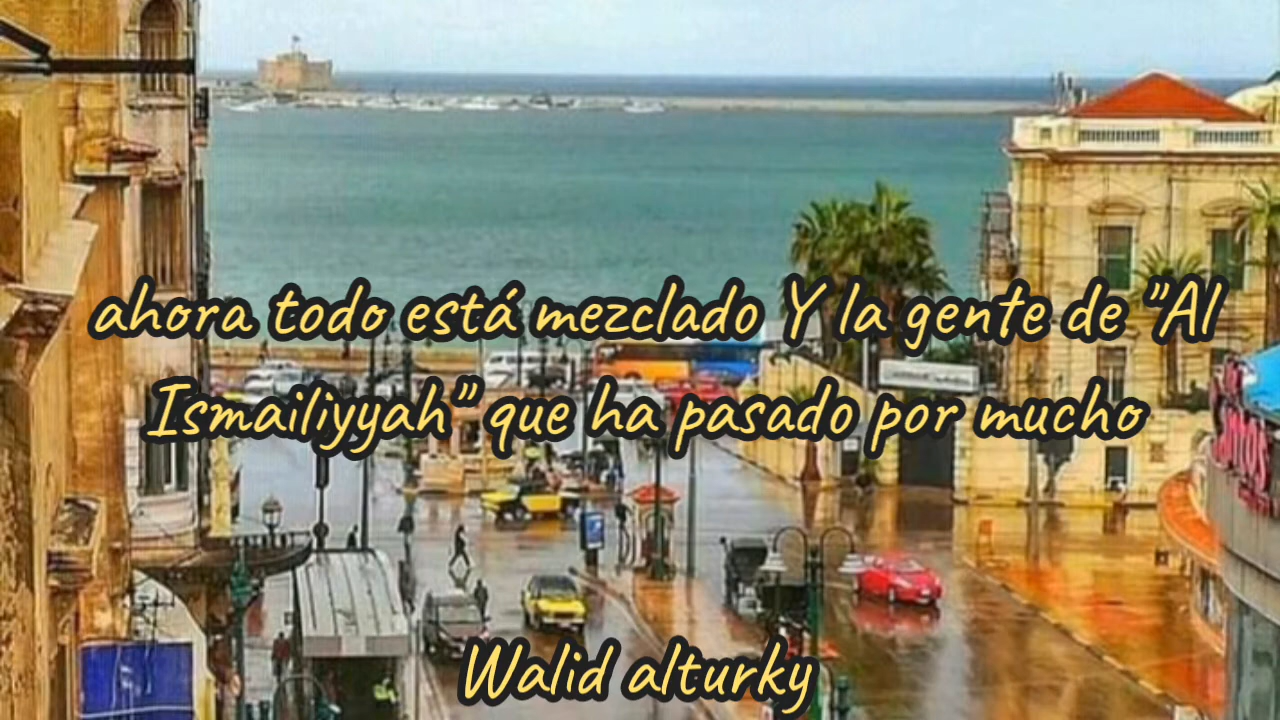 ahora todo está mezclado Y la gente de "Al
Ismailiyyah" que ha pasado por mucho
Walid alturky